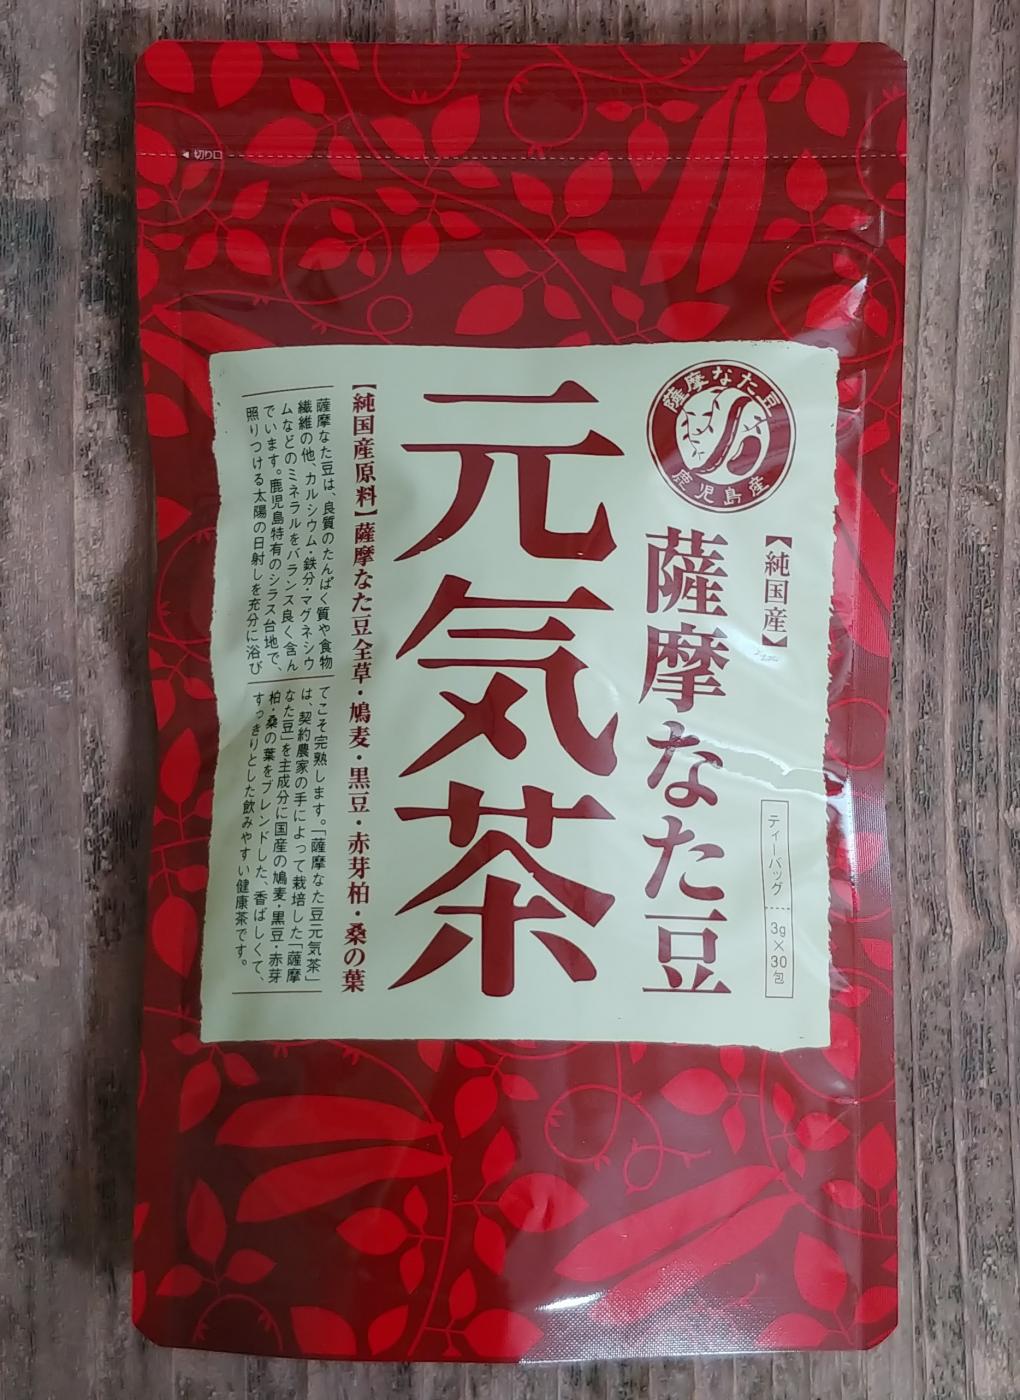 切り口
薩摩なた豆
鹿児島産
【純国産】
ティーバッグ 3g×30包
薩摩なた豆
元気茶
【純国産原料】薩摩なた豆全草・鳩麦・黒豆・赤芽柏・桑の葉
薩摩なた豆は、良質のたんぱく質や食物
繊維の他、カルシウム・鉄分・マグネシウ
ムなどのミネラルをバランス良く含ん
でいます。鹿児島特有のシラス台地で、
照りつける太陽の日射しを充分に浴び
てこそ完熟します。「薩摩なた豆元気茶」
は、契約農家の手によって栽培した「薩摩
なた豆」を主成分に国産の鳩麦・黒豆・赤芽
柏・桑の葉をブレンドした、香ばしくて、
すっきりとした飲みやすい健康茶です。